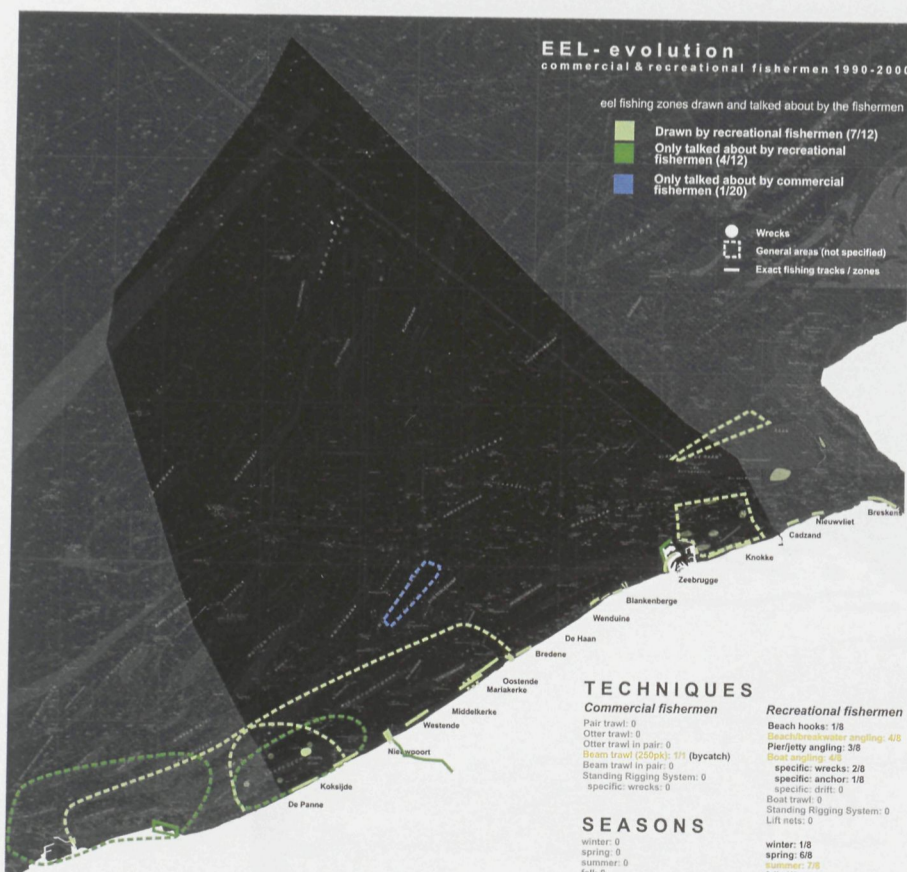 EEL- evolution
commercial & recreational fishermen 1990-2000
eel fishing zones drawn and talked about by the fishermen
Drawn by recreational fishermen (7/12)
Only talked about by recreational
fishermen (4/12)
Only talked about by commercial
fishermen (1/20)
Wrecks
General areas (not specified)
Exact fishing tracks / zones
Breskens
Nieuwvliet
Cadzand
Knokke
Zeebrugge
Blankenberge
Wenduine
De Haan
Bredene
Oostende
Mariakerke
Middelkerke
Westende
Nieuwpoort
Koksijde
De Panne
TECHNIQUES
Commercial fishermen
Pair trawl: 0
Otter trawl: 0
Otter trawl in pair: 0
Beam trawl (250pk): 1/1 (bycatch)
Beam trawl in pair: 0
Standing Rigging System: 0
specific: wrecks: 0
Recreational fishermen
Beach hooks: 1/8
Beach/breakwater angling: 4/8
Pier/jetty angling: 3/8
Boat angling: 4/8
specific: wrecks: 2/8
specific: anchor: 1/8
specific: drift: 0
Boat trawl: 0
Standing Rigging System: 0
Lift nets: 0
SEASONS
winter: 0
spring: 0
summer: 0
winter: 1/8
spring: 6/8
summer: 7/8